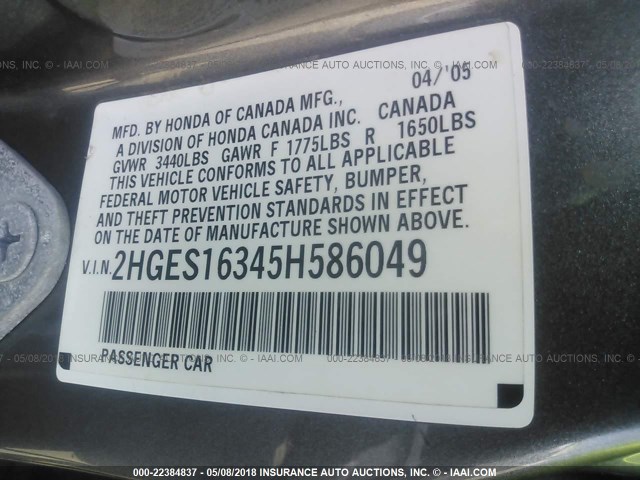 04/'05
MFD. BY HONDA OF CANADA MFG.,
A DIVISION OF HONDA CANADA INC. CANADA
GVWR 3440LBS GAWR F 1775LBS R 1650LBS
THIS VEHICLE CONFORMS TO ALL APPLICABLE
FEDERAL MOTOR VEHICLE SAFETY, BUMPER,
AND THEFT PREVENTION STANDARDS IN EFFECT
ON THE DATE OF MANUFACTURE SHOWN ABOVE.
V.I.N. 2HGES16345H586049
PASSENGER CAR
000-22384837 - 05/08/2018 INSURANCE AUTO AUCTIONS, INC. - © IAAI.COM